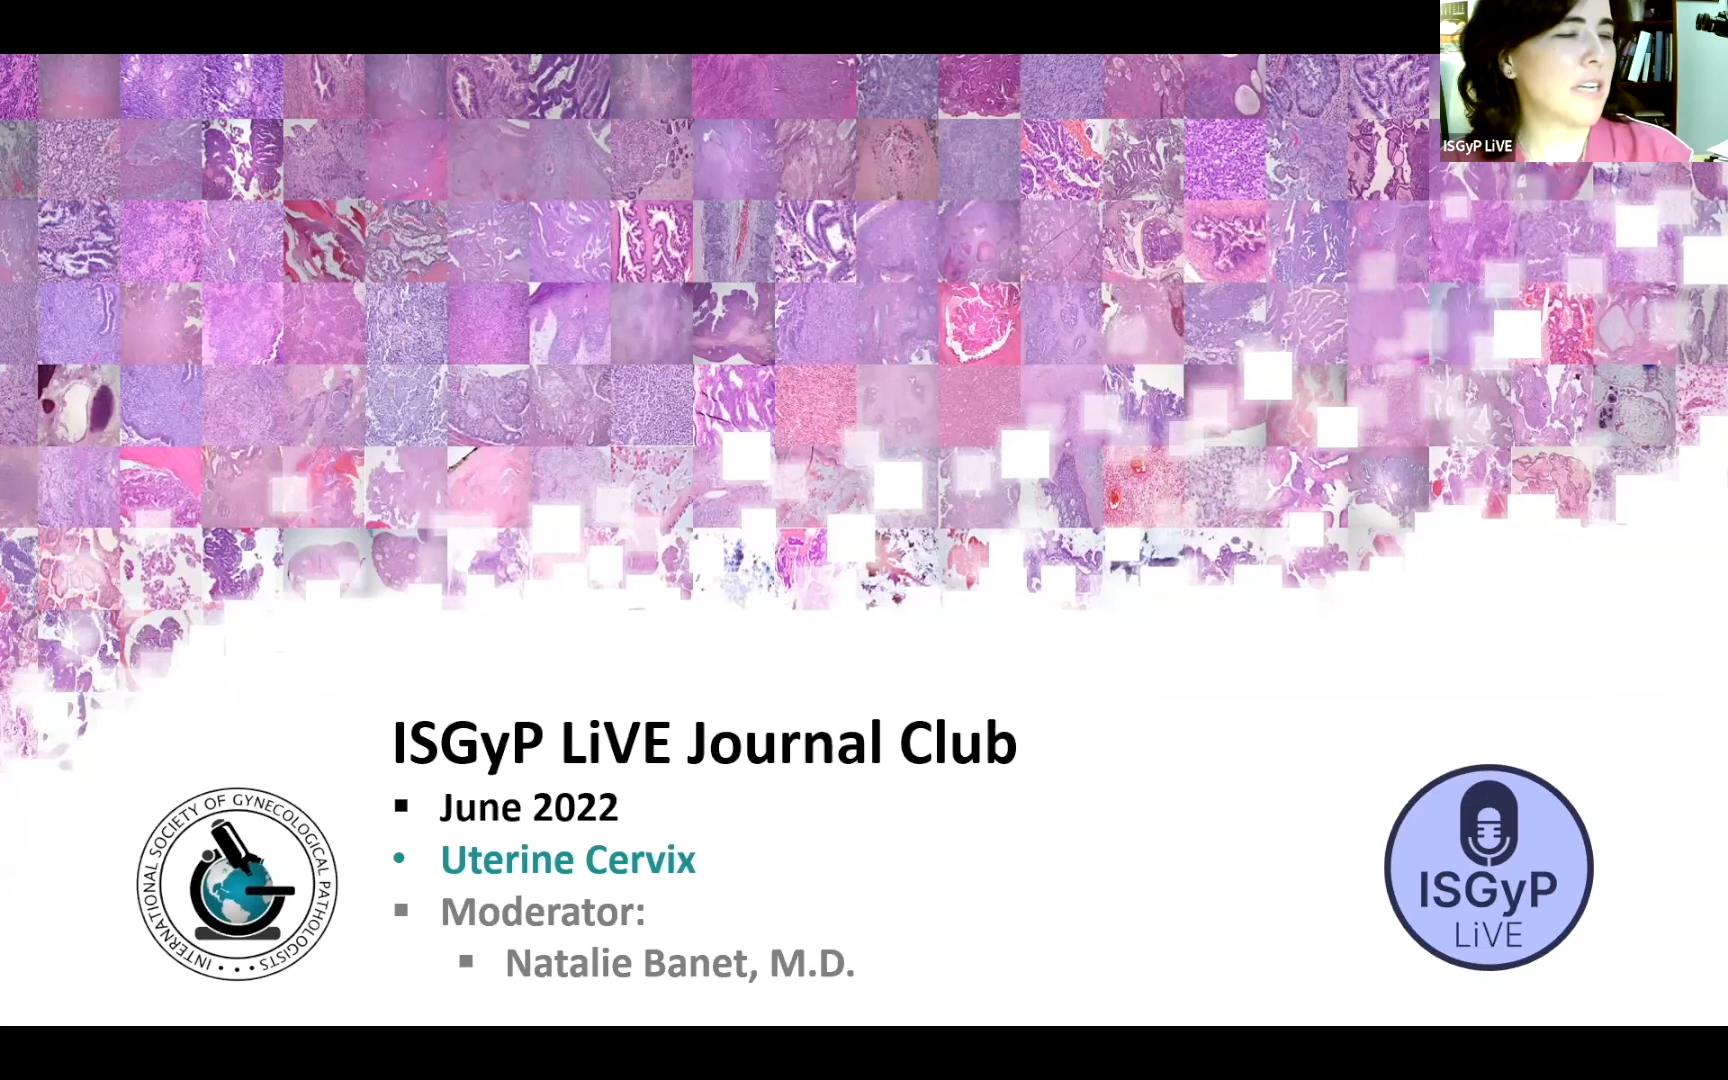 ISGyP LiVE
ISGyP LiVE Journal Club
▪ June 2022
• Uterine Cervix
▪ Moderator:
▪ Natalie Banet, M.D.
INTERNATIONAL SOCIETY OF GYNECOLOGICAL PATHOLOGISTS
ISGyP
LiVE